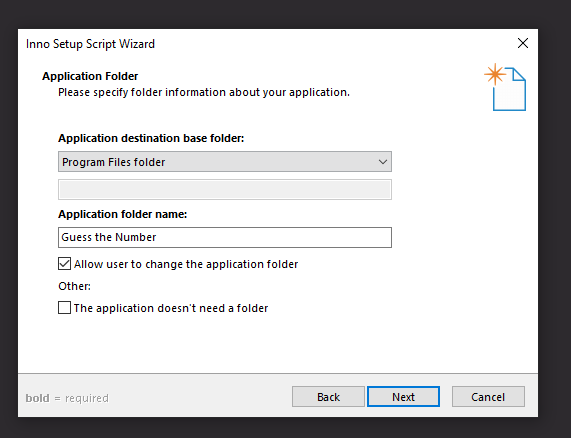 Inno Setup Script Wizard
Application Folder
Please specify folder information about your application.
Application destination base folder:
Program Files folder
Application folder name:
Guess the Number
Allow user to change the application folder
Other:
The application doesn't need a folder
bold = required
Back
Next
Cancel